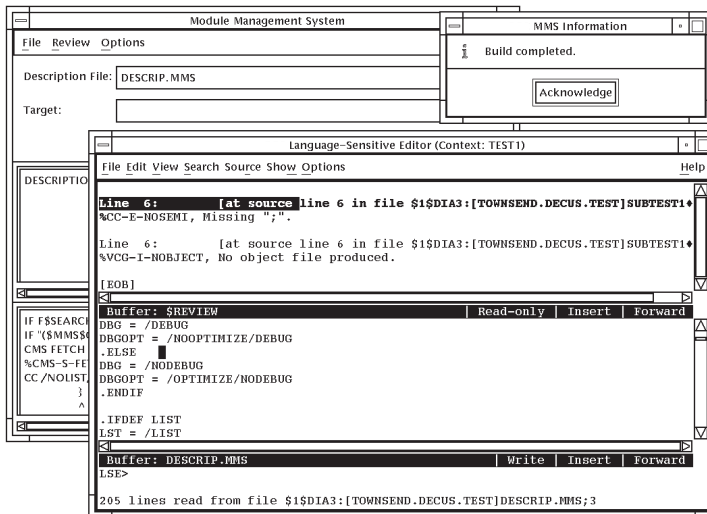 Module Management System
File Review Options
Description File: DESCRIP.MMS
Target:
MMS Information
Build completed.
Acknowledge
DESCRIPTIO
IF F$SEARCH
IF "($MMS$
CMS FETCH
%CMS-S-FE
CC /NOLIST,
}
^
Language-Sensitive Editor (Context: TEST1)
File Edit View Search Source Show Options Help
Line 6: [at source line 6 in file $1$DIA3:[TOWNSEND.DECUS.TEST]SUBTEST1♦
%CC-E-NOSEMI, Missing ";".
Line 6: [at source line 6 in file $1$DIA3:[TOWNSEND.DECUS.TEST]SUBTEST1♦
%VCG-I-NOBJECT, No object file produced.
[EOB]
Buffer: $REVIEW | Read-only | Insert | Forward
DBG = /DEBUG
DBGOPT = /NOOPTIMIZE/DEBUG
.ELSE
DBG = /NODEBUG
DBGOPT = /OPTIMIZE/NODEBUG
.ENDIF
.IFDEF LIST
LST = /LIST
Buffer: DESCRIP.MMS | Write | Insert | Forward
LSE>
205 lines read from file $1$DIA3:[TOWNSEND.DECUS.TEST]DESCRIP.MMS;3